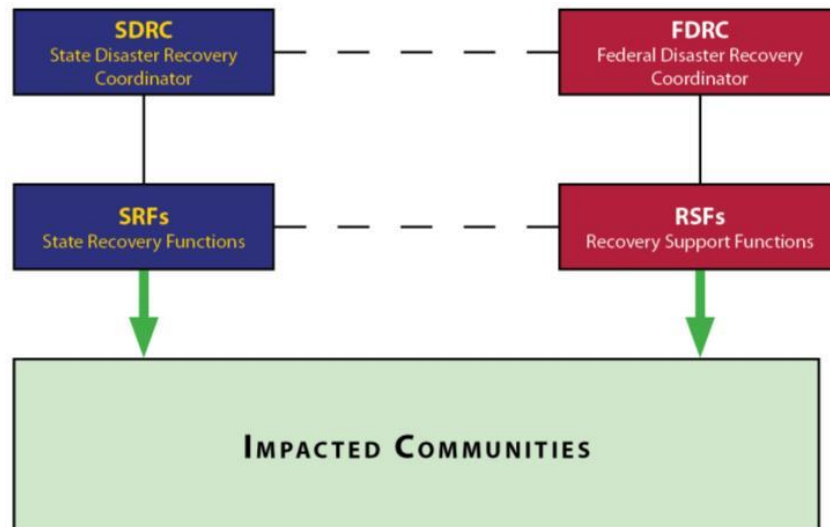 SDRC
State Disaster Recovery
Coordinator
FDRC
Federal Disaster Recovery
Coordinator
SRFs
State Recovery Functions
RSFs
Recovery Support Functions
IMPACTED COMMUNITIES